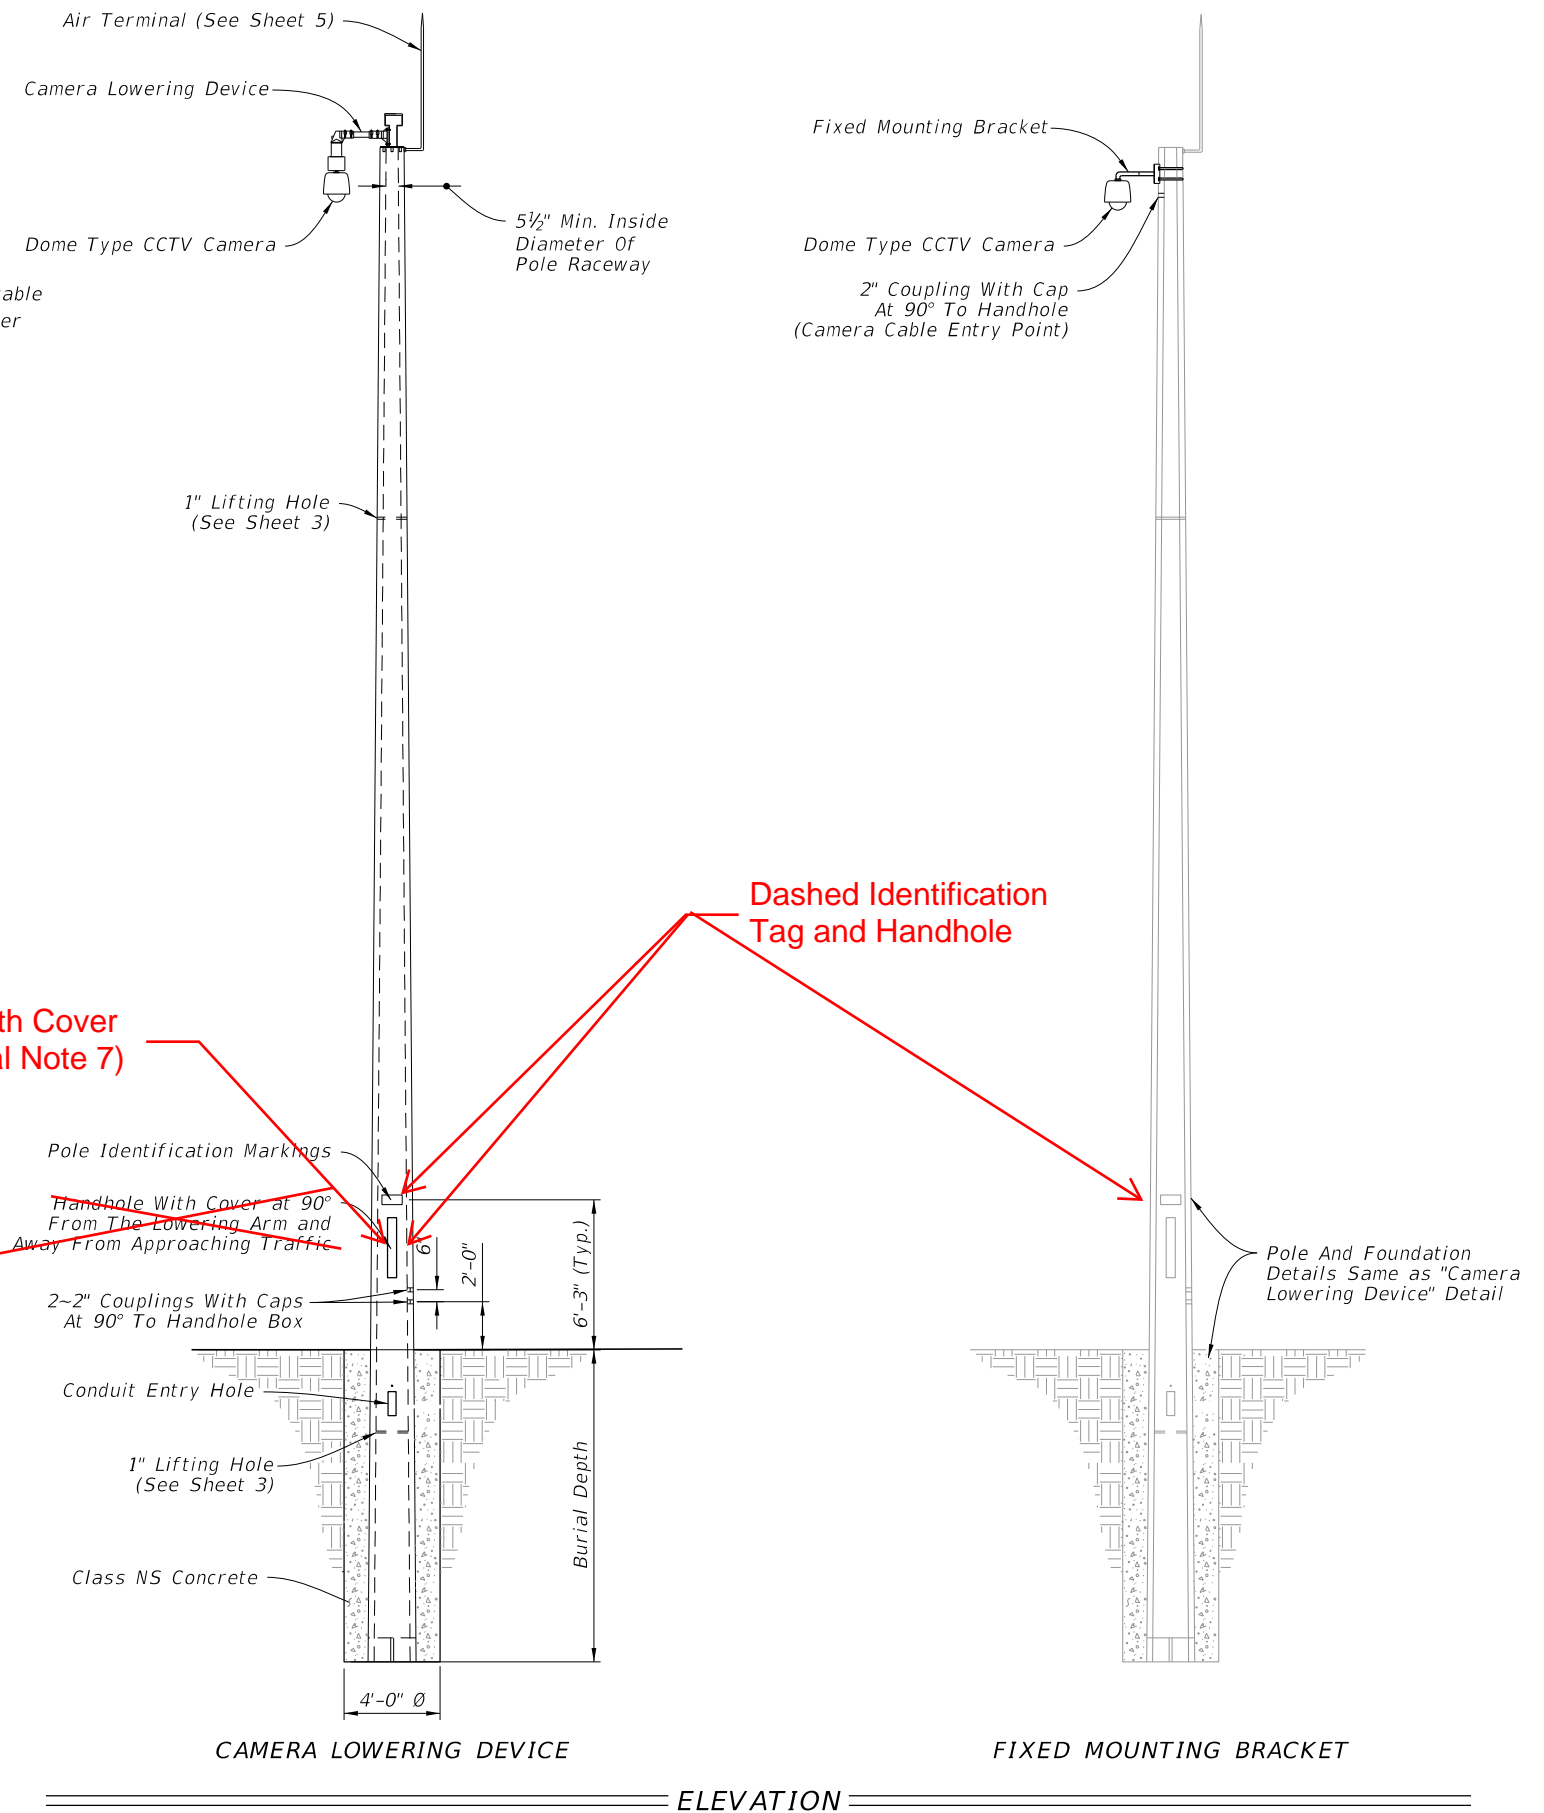 Air Terminal (See Sheet 5)
Camera Lowering Device
Dome Type CCTV Camera
5½" Min. Inside
Diameter Of
Pole Raceway
able
er
1" Lifting Hole
(See Sheet 3)
Fixed Mounting Bracket
Dome Type CCTV Camera
2" Coupling With Cap
At 90° To Handhole
(Camera Cable Entry Point)
Dashed Identification
Tag and Handhole
th Cover
al Note 7)
Pole Identification Markings
Handhole With Cover at 90°
From The Lowering Arm and
Away From Approaching Traffic
2~2" Couplings With Caps
At 90° To Handhole Box
6"
2'-0"
6'-3" (Typ.)
Conduit Entry Hole
1" Lifting Hole
(See Sheet 3)
Class NS Concrete
Burial Depth
4'-0" Ø
Pole And Foundation
Details Same as "Camera
Lowering Device" Detail
CAMERA LOWERING DEVICE
FIXED MOUNTING BRACKET
ELEVATION